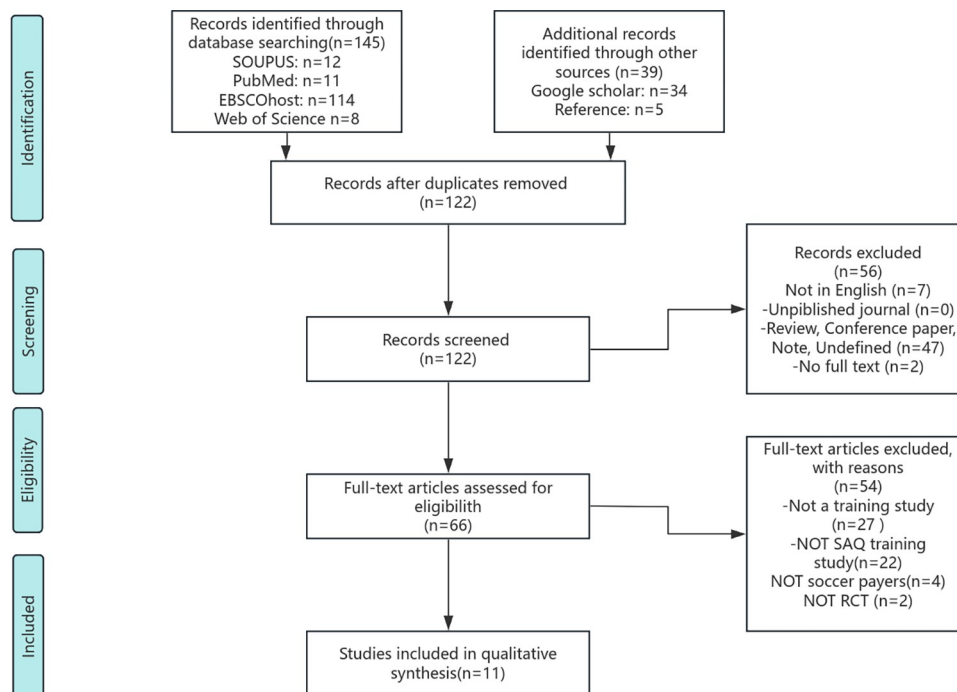 Identification
Records identified through
database searching(n=145)
SOUPUS: n=12
PubMed: n=11
EBSCOhost: n=114
Web of Science n=8
Additional records
identified through other
sources (n=39)
Google scholar: n=34
Reference: n=5
Records after duplicates removed
(n=122)
Screening
Records screened
(n=122)
Records excluded
(n=56)
Not in English (n=7)
-Unpiblished journal (n=0)
-Review, Conference paper,
Note, Undefined (n=47)
-No full text (n=2)
Eligibility
Full-text articles assessed for
eligibilith
(n=66)
Full-text articles excluded,
with reasons
(n=54)
-Not a training study
(n=27 )
-NOT SAQ training
study(n=22)
NOT soccer payers(n=4)
NOT RCT (n=2)
Included
Studies included in qualitative
synthesis(n=11)